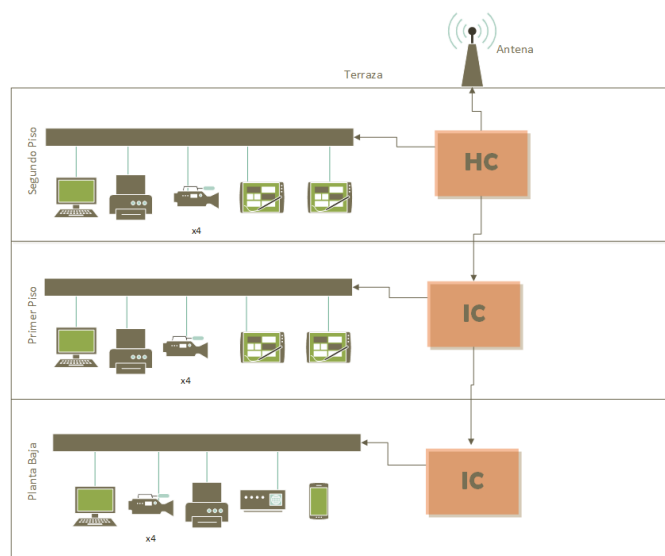 Antena
Terraza
Segundo Piso
HC
x4
Primer Piso
IC
x4
Planta Baja
IC
x4